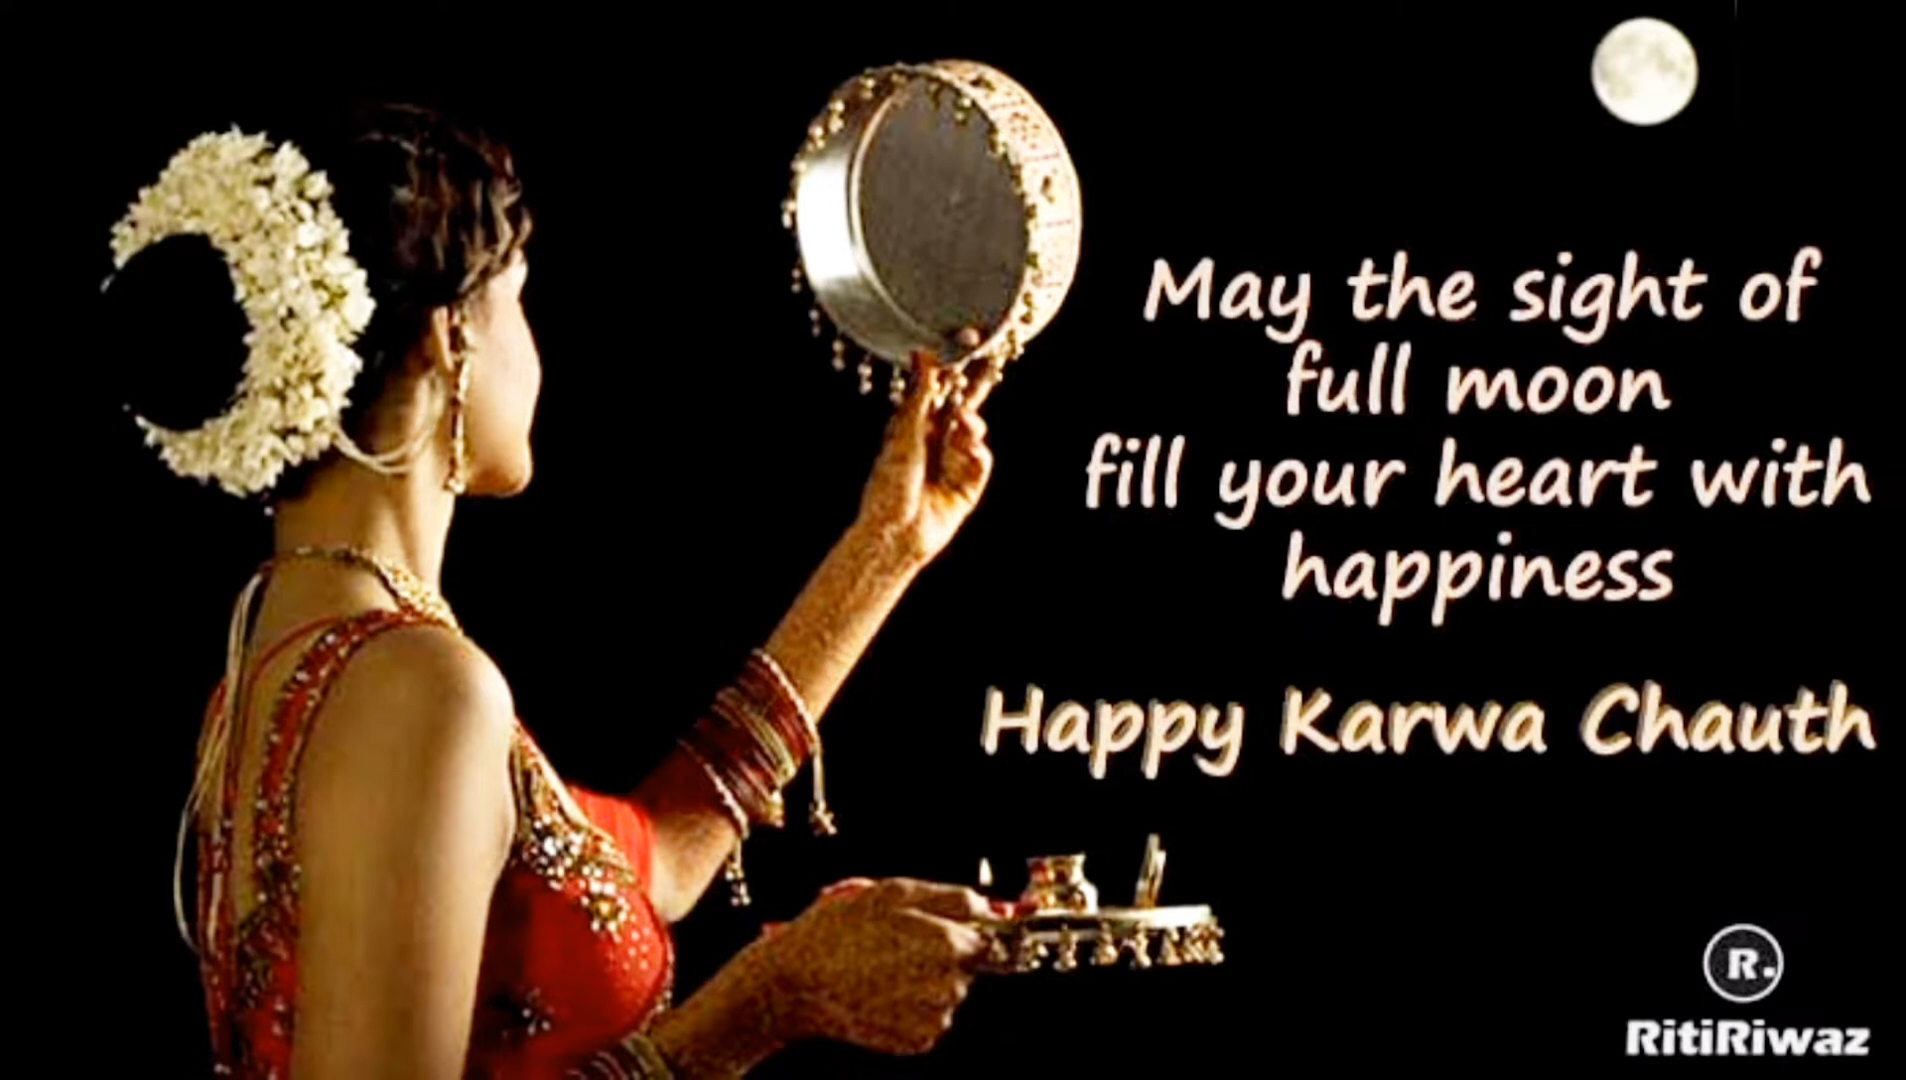 May the sight of
full moon
fill your heart with
happiness
Happy Karwa Chauth
R.
RitiRiwaz